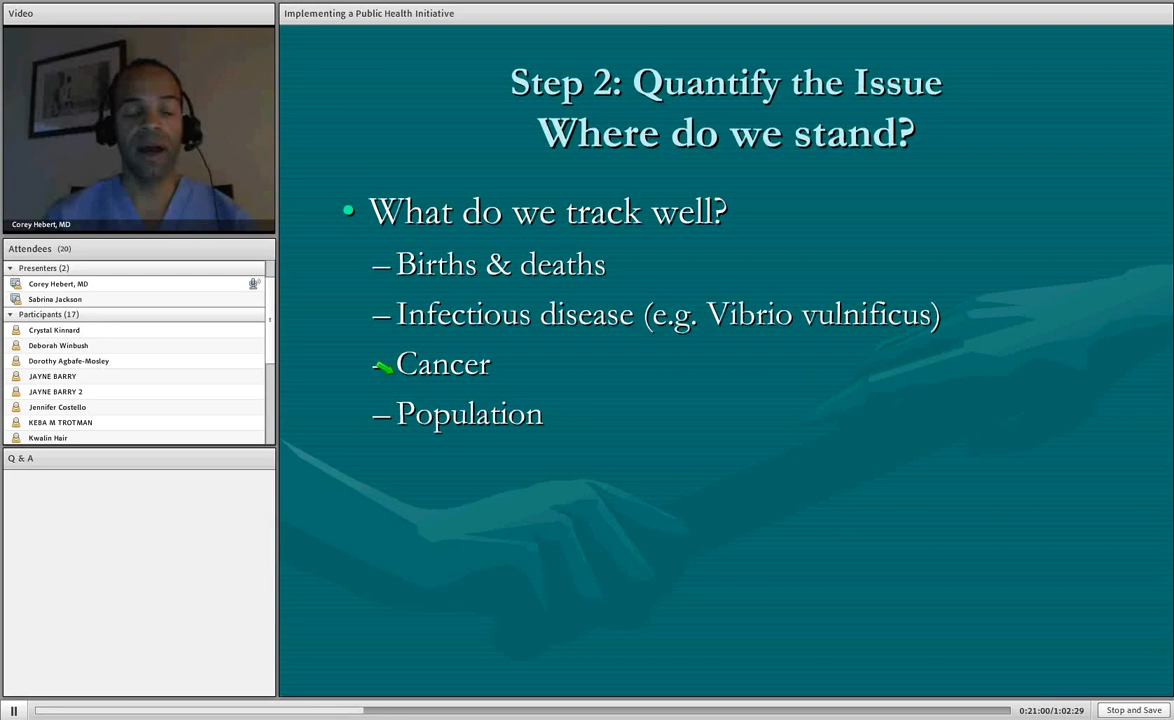 Video
Corey Hebert, MD
Attendees (20)
Presenters (2)
Corey Hebert, MD
Sabrina Jackson
Participants (17)
Crystal Kinnard
Deborah Winbush
Dorothy Agbafe-Mosley
JAYNE BARRY
JAYNE BARRY 2
Jennifer Costello
KEBA M TROTMAN
Kwalin Hair
Q & A
Implementing a Public Health Initiative
Step 2: Quantify the Issue
Where do we stand?
• What do we track well?
– Births & deaths
– Infectious disease (e.g. Vibrio vulnificus)
– Cancer
– Population
0:21:00/1:02:29
Stop and Save